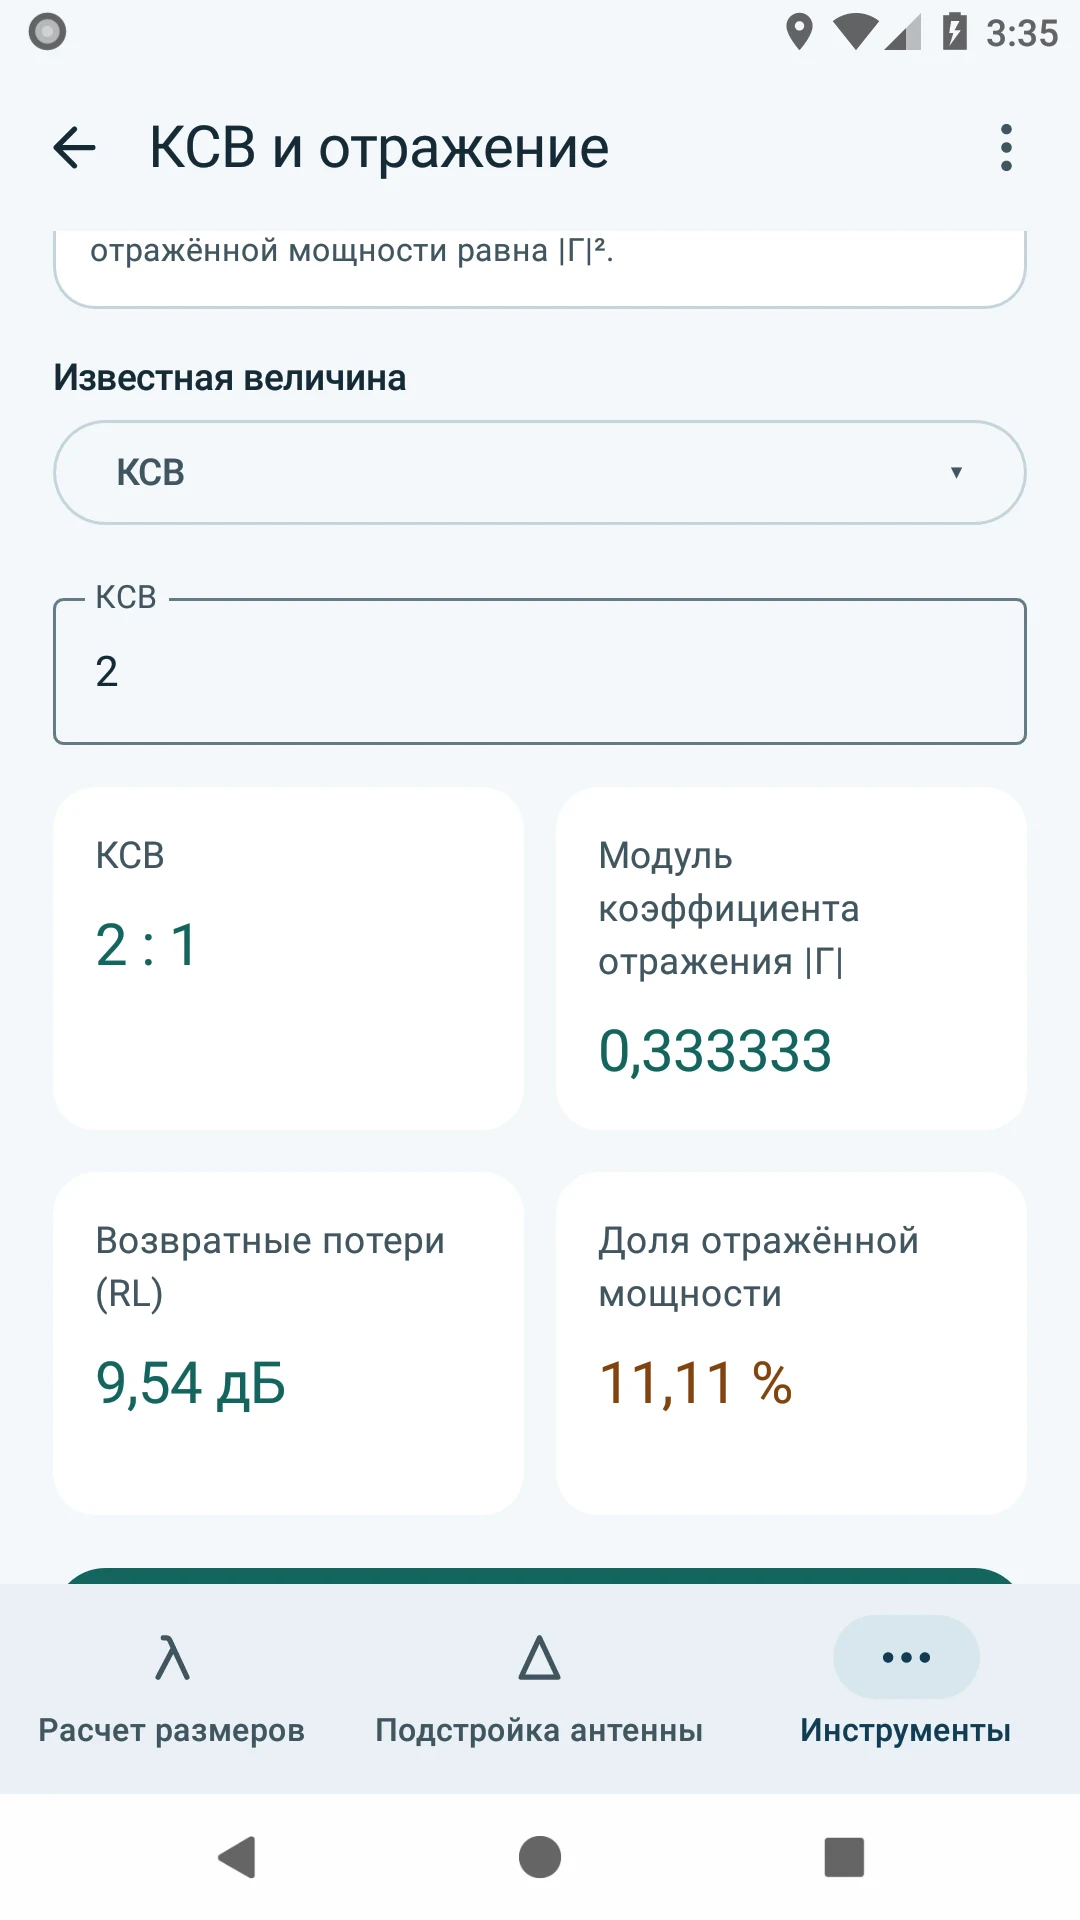 3:35
КСВ и отражение
отражённой мощности равна |Г|².
Известная величина
КСВ
КСВ
2
КСВ
2 : 1
Модуль
коэффициента
отражения |Г|
0,333333
Возвратные потери
(RL)
9,54 дБ
Доля отражённой
мощности
11,11 %
λ
Расчет размеров
Δ
Подстройка антенны
Инструменты